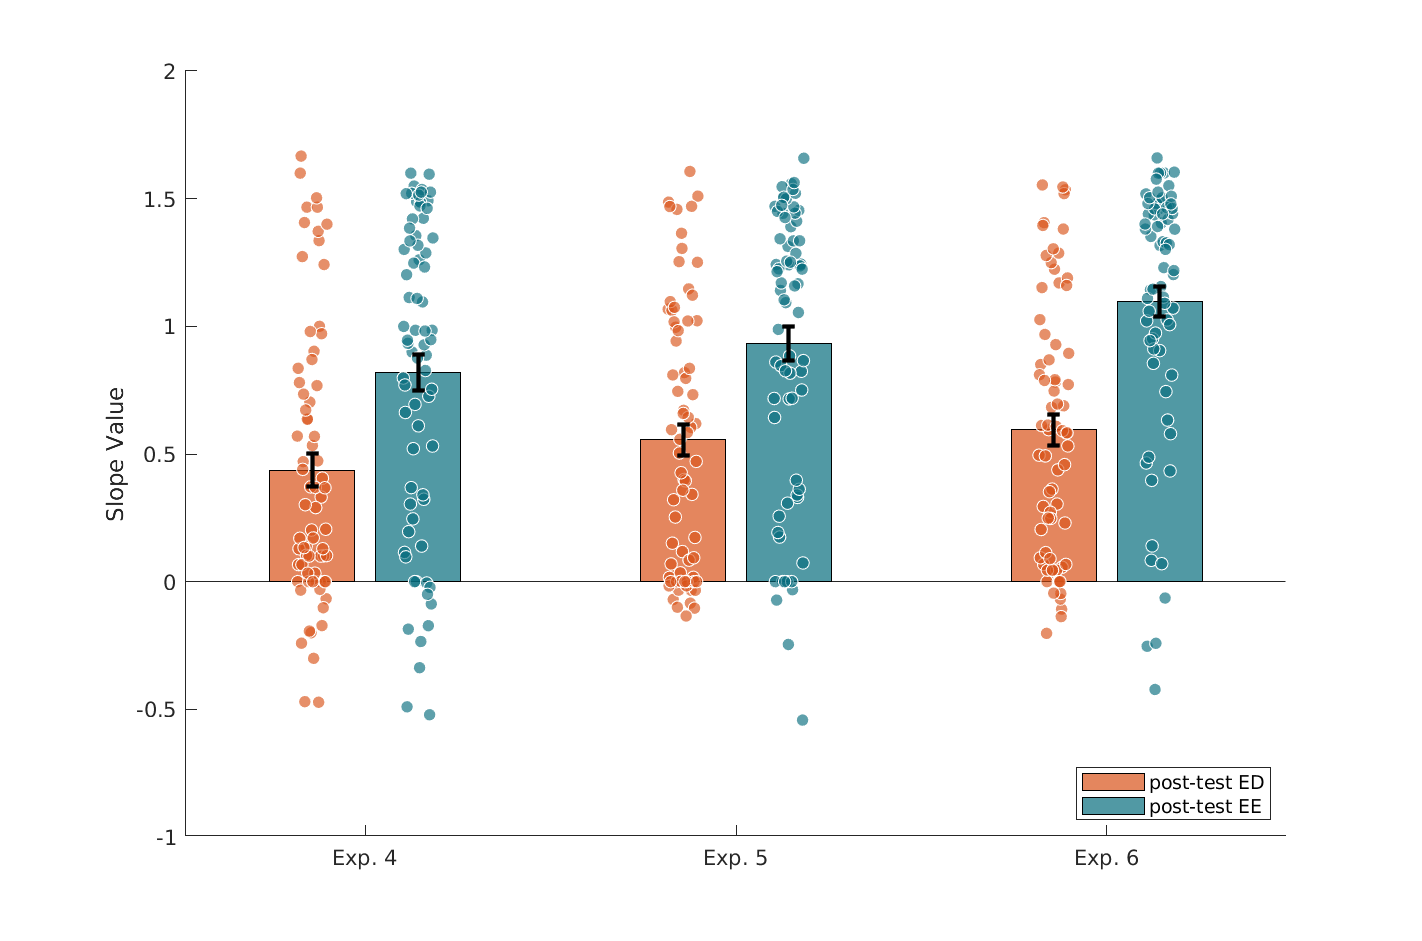 2
1.5
1
0.5
0
-0.5
-1
Slope Value
Exp. 4
Exp. 5
Exp. 6
post-test ED
post-test EE